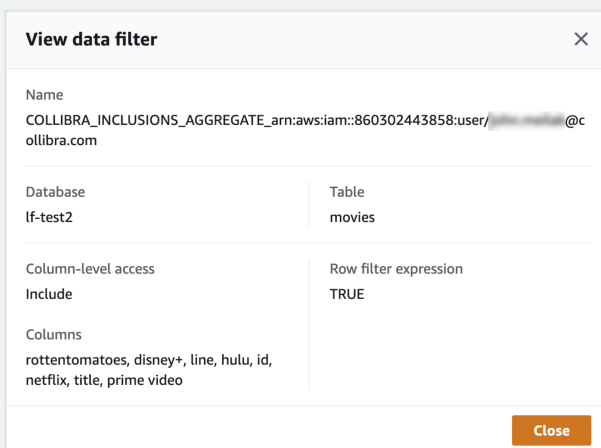 View data filter
Name
COLLIBRA_INCLUSIONS_AGGREGATE_arn:aws:iam::860302443858:user/ @c
ollibra.com
Database
Table
lf-test2
movies
Column-level access
Row filter expression
Include
TRUE
Columns
rottentomatoes, disney+, line, hulu, id,
netflix, title, prime video
Close